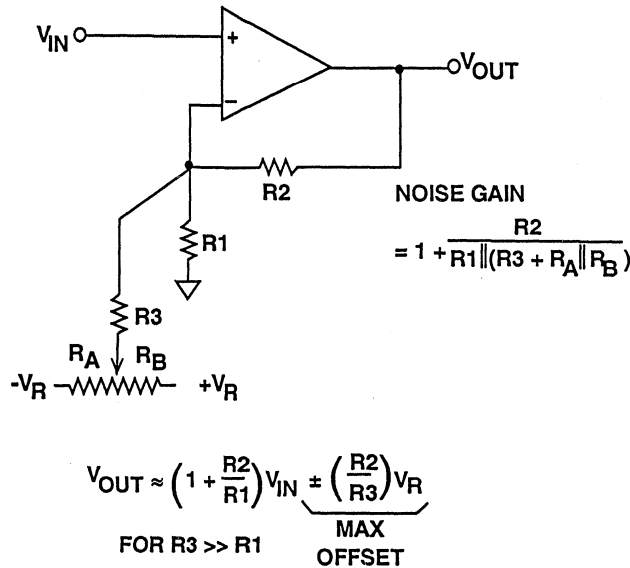 VIN
+
VOUT
−
R2
NOISE GAIN
= 1 + R2 / R1||(R3 + RA||RB)
R1
R3
RA RB
-VR +VR
VOUT ≈ (1 + R2/R1)VIN ± (R2/R3)VR
FOR R3 >> R1
MAX
OFFSET